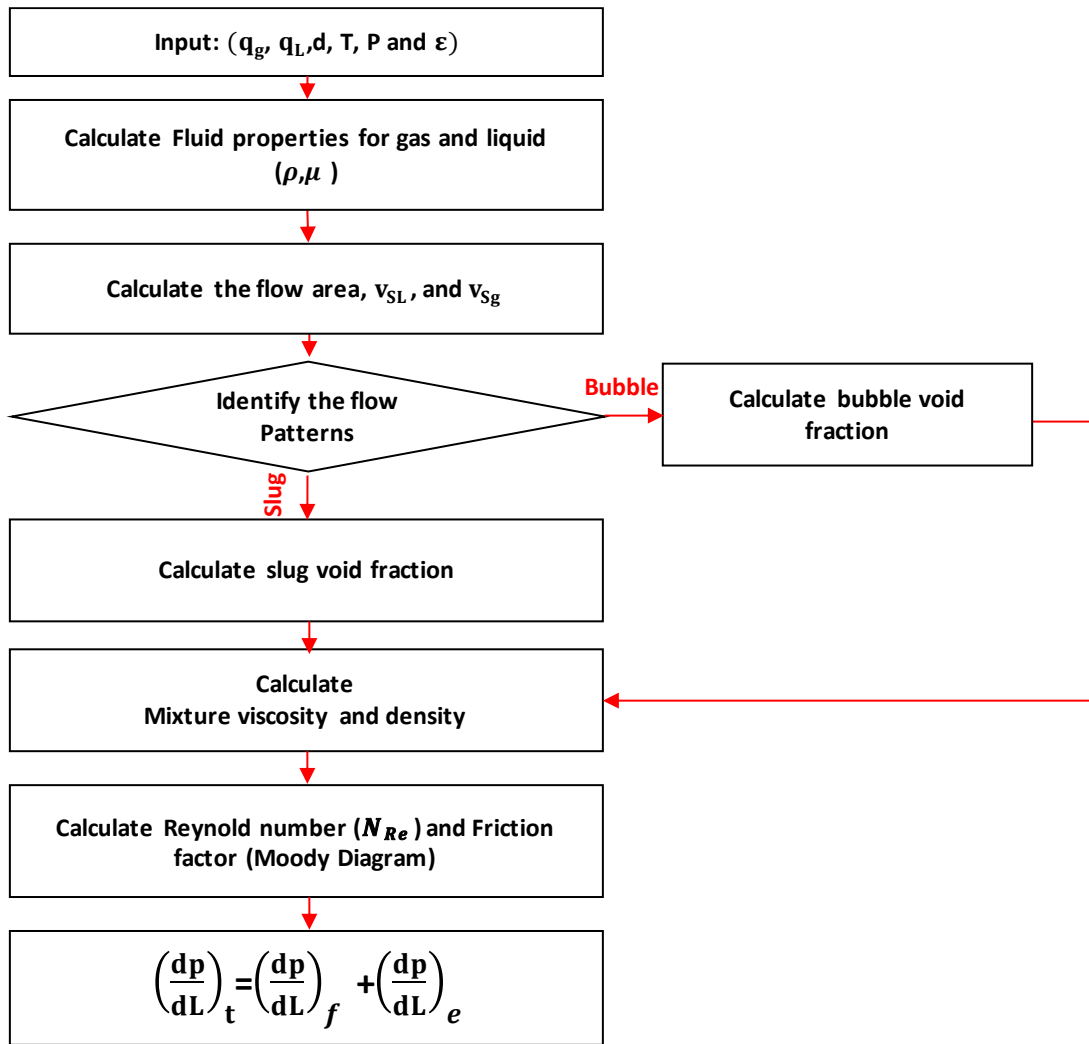 Input: (q_g, q_L,d, T, P and ε)
Calculate Fluid properties for gas and liquid
(ρ,μ )
Calculate the flow area, v_SL, and v_Sg
Identify the flow
Patterns
Bubble
Calculate bubble void
fraction
Slug
Calculate slug void fraction
Calculate
Mixture viscosity and density
Calculate Reynold number (N_Re) and Friction
factor (Moody Diagram)
(dp/dL)_t=(dp/dL)_f +(dp/dL)_e